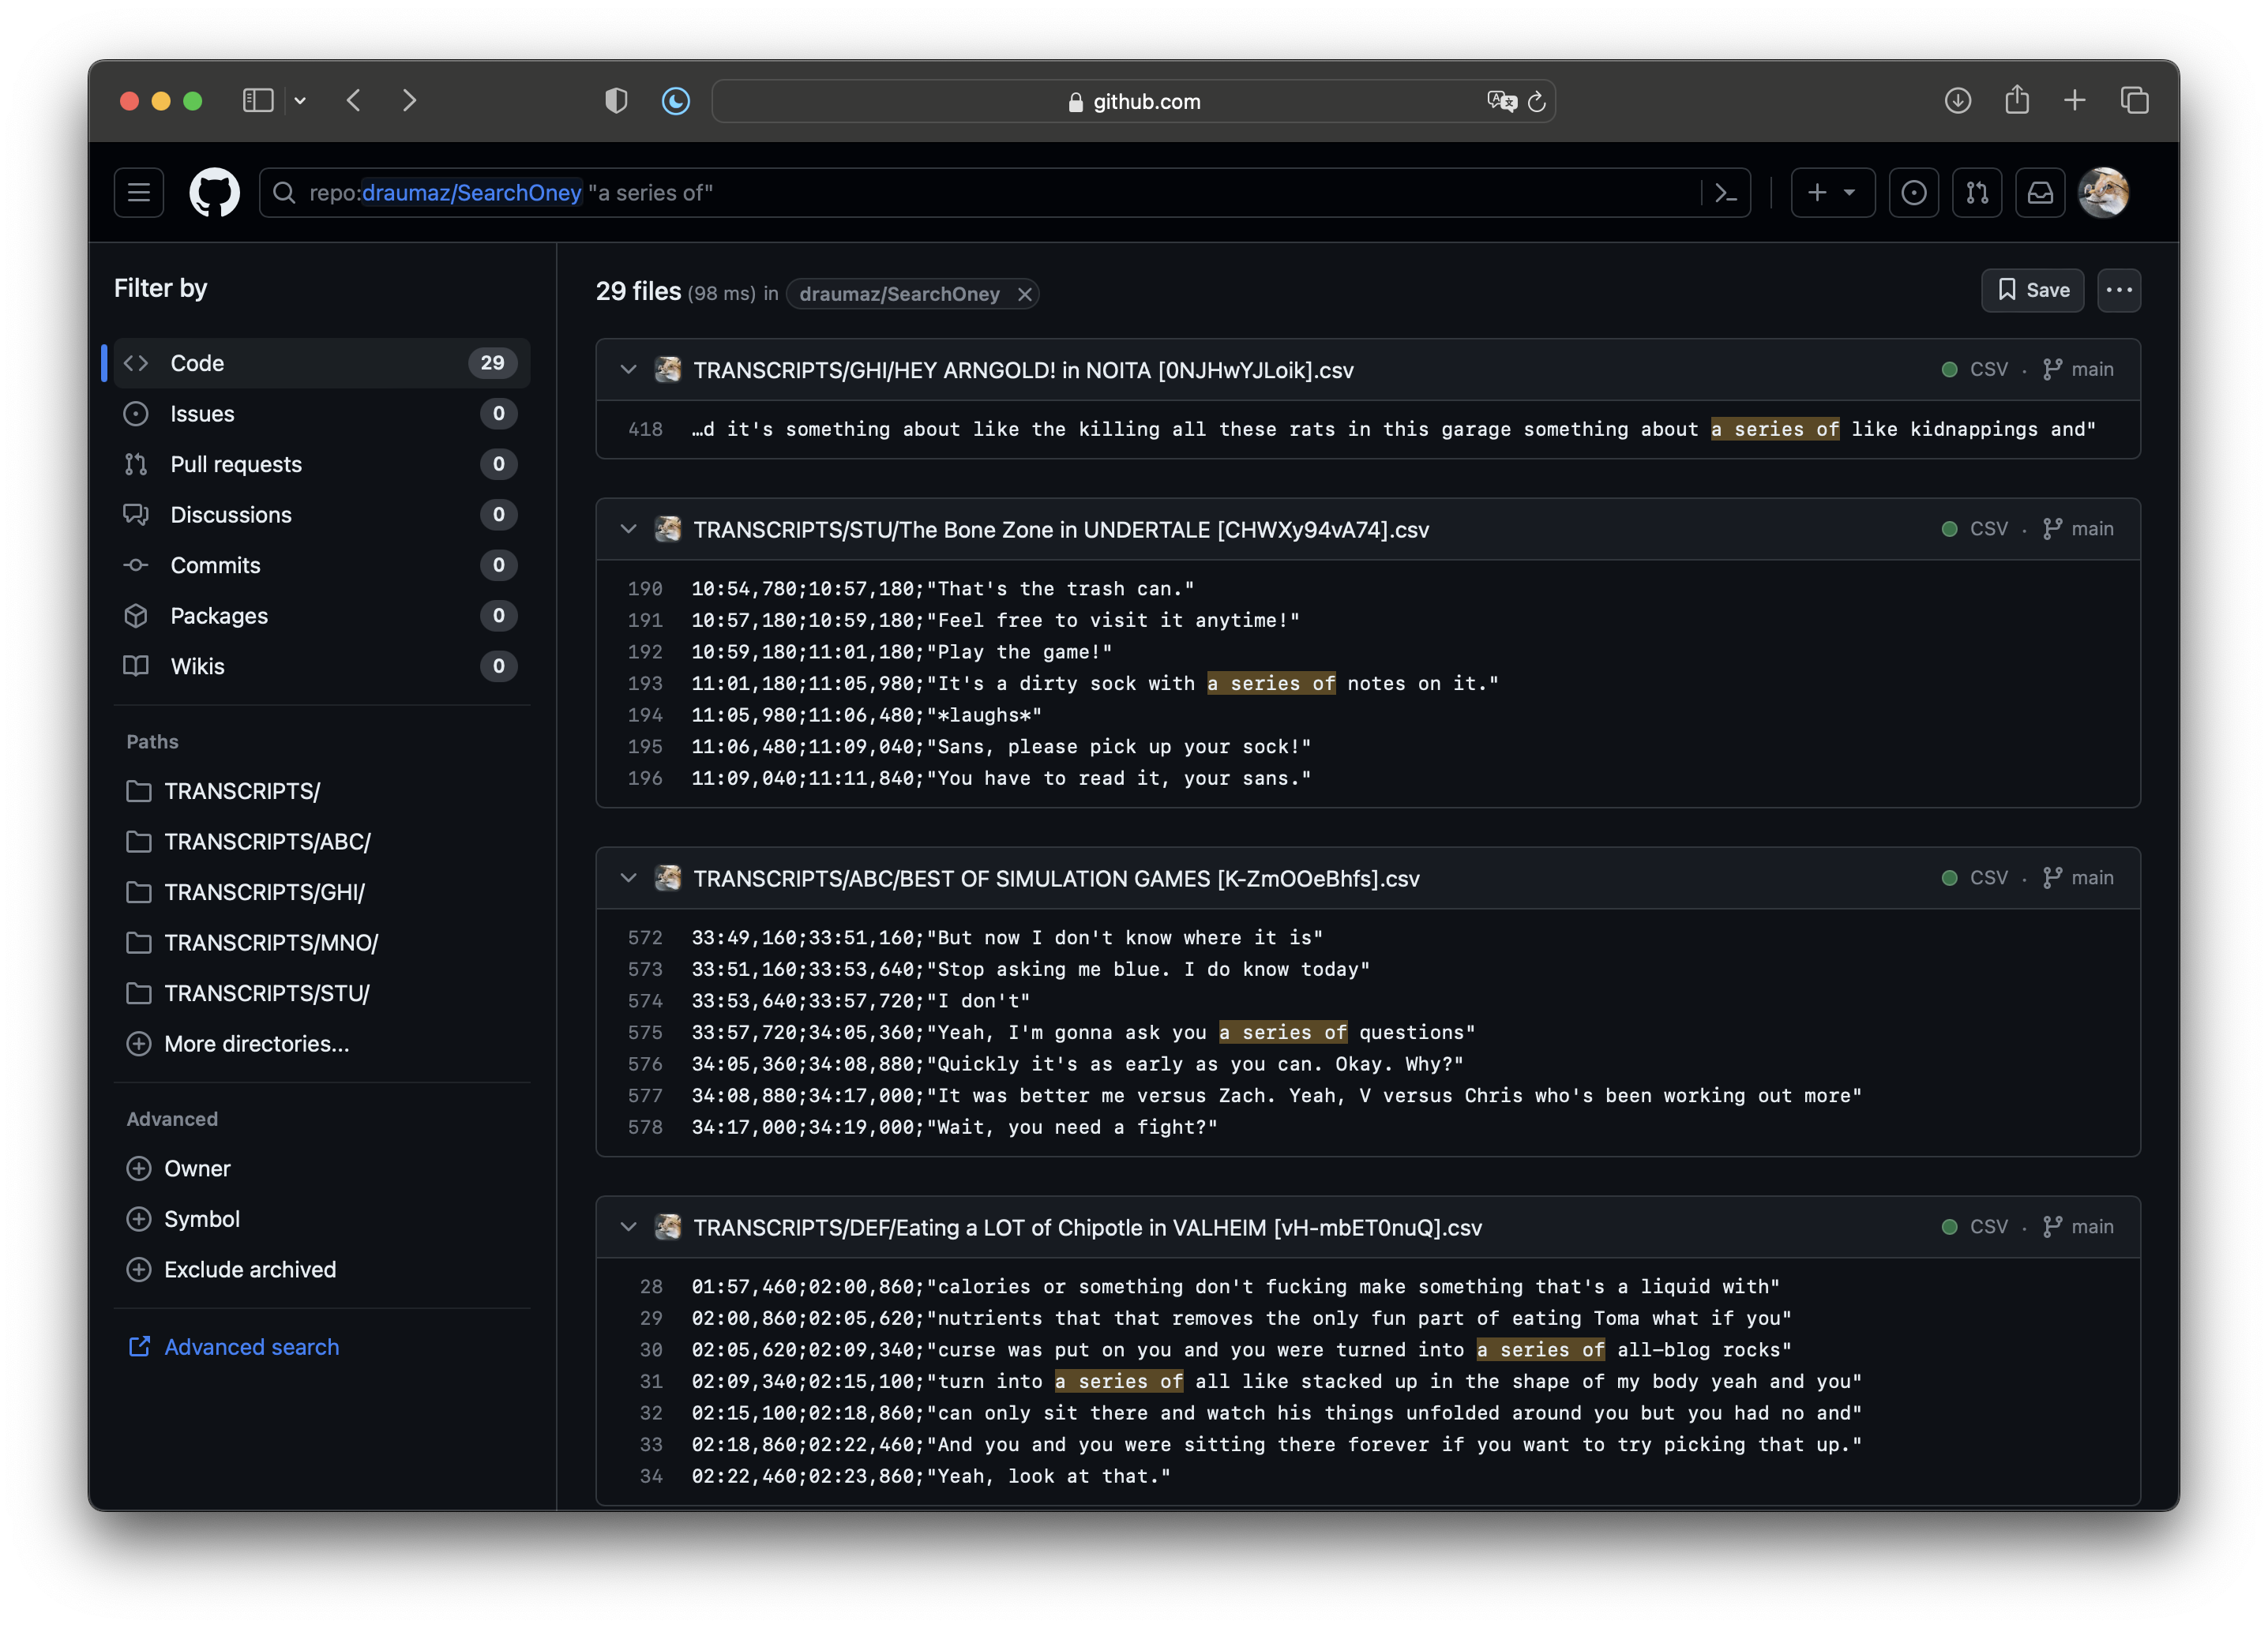 github.com
repo:draumaz/SearchOney "a series of"
Filter by
Code 29
Issues 0
Pull requests 0
Discussions 0
Commits 0
Packages 0
Wikis 0
Paths
TRANSCRIPTS/
TRANSCRIPTS/ABC/
TRANSCRIPTS/GHI/
TRANSCRIPTS/MNO/
TRANSCRIPTS/STU/
More directories...
Advanced
Owner
Symbol
Exclude archived
Advanced search
29 files (98 ms) in draumaz/SearchOney
Save
TRANSCRIPTS/GHI/HEY ARNGOLD! in NOITA [0NJHwYJLoik].csv CSV · main
418 …d it's something about like the killing all these rats in this garage something about a series of like kidnappings and"
TRANSCRIPTS/STU/The Bone Zone in UNDERTALE [CHWXy94vA74].csv CSV · main
190 10:54,780;10:57,180;"That's the trash can."
191 10:57,180;10:59,180;"Feel free to visit it anytime!"
192 10:59,180;11:01,180;"Play the game!"
193 11:01,180;11:05,980;"It's a dirty sock with a series of notes on it."
194 11:05,980;11:06,480;"*laughs*"
195 11:06,480;11:09,040;"Sans, please pick up your sock!"
196 11:09,040;11:11,840;"You have to read it, your sans."
TRANSCRIPTS/ABC/BEST OF SIMULATION GAMES [K-ZmOOeBhfs].csv CSV · main
572 33:49,160;33:51,160;"But now I don't know where it is"
573 33:51,160;33:53,640;"Stop asking me blue. I do know today"
574 33:53,640;33:57,720;"I don't"
575 33:57,720;34:05,360;"Yeah, I'm gonna ask you a series of questions"
576 34:05,360;34:08,880;"Quickly it's as early as you can. Okay. Why?"
577 34:08,880;34:17,000;"It was better me versus Zach. Yeah, V versus Chris who's been working out more"
578 34:17,000;34:19,000;"Wait, you need a fight?"
TRANSCRIPTS/DEF/Eating a LOT of Chipotle in VALHEIM [vH-mbET0nuQ].csv CSV · main
28 01:57,460;02:00,860;"calories or something don't fucking make something that's a liquid with"
29 02:00,860;02:05,620;"nutrients that that removes the only fun part of eating Toma what if you"
30 02:05,620;02:09,340;"curse was put on you and you were turned into a series of all-blog rocks"
31 02:09,340;02:15,100;"turn into a series of all like stacked up in the shape of my body yeah and you"
32 02:15,100;02:18,860;"can only sit there and watch his things unfolded around you but you had no and"
33 02:18,860;02:22,460;"And you and you were sitting there forever if you want to try picking that up."
34 02:22,460;02:23,860;"Yeah, look at that."